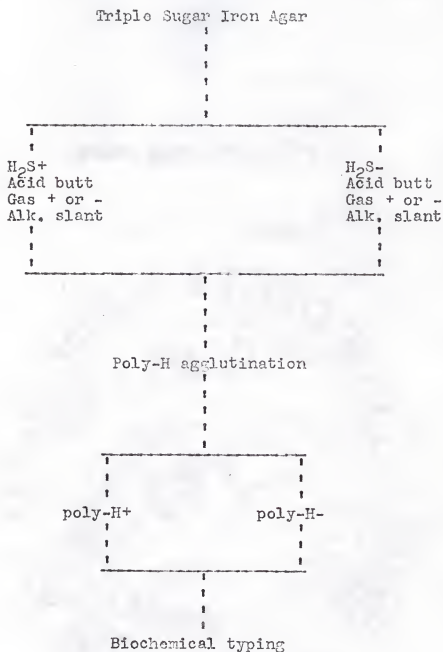 Triple Sugar Iron Agar
H2S+
Acid butt
Gas + or -
Alk. slant
H2S-
Acid butt
Gas + or -
Alk. slant
Poly-H agglutination
poly-H+
poly-H-
Biochemical typing